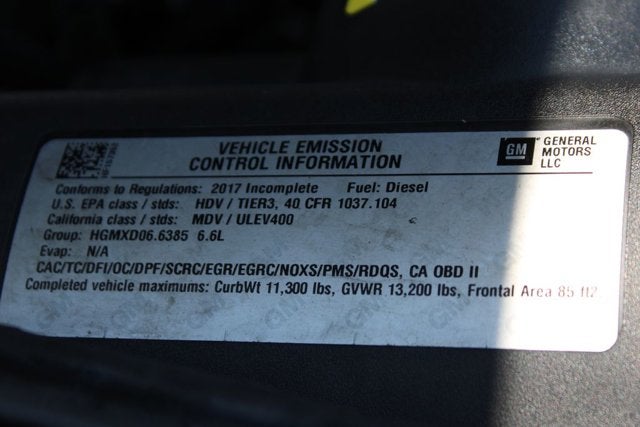 VEHICLE EMISSION
CONTROL INFORMATION
GM
GENERAL
MOTORS
LLC
Conforms to Regulations: 2017 Incomplete Fuel: Diesel
U.S. EPA class / stds: HDV / TIER3, 40 CFR 1037.104
California class / stds: MDV / ULEV400
Group: HGMXD06.6385 6.6L
Evap: N/A
CAC/TC/DFI/OC/DPF/SCRC/EGR/EGRC/NOXS/PMS/RDQS, CA OBD II
Completed vehicle maximums: CurbWt 11,300 lbs, GVWR 13,200 lbs, Frontal Area 85 ft2